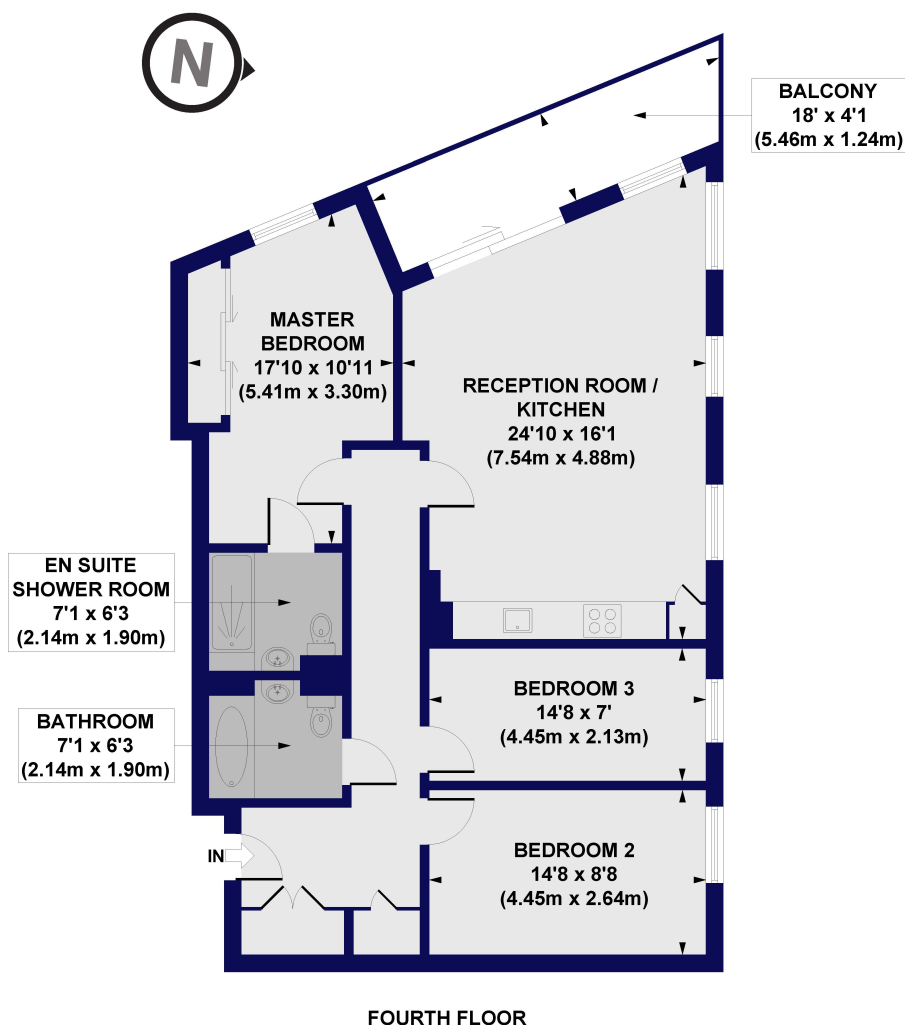 N
BALCONY
18' x 4'1
(5.46m x 1.24m)
MASTER
BEDROOM
17'10 x 10'11
(5.41m x 3.30m)
RECEPTION ROOM /
KITCHEN
24'10 x 16'1
(7.54m x 4.88m)
EN SUITE
SHOWER ROOM
7'1 x 6'3
(2.14m x 1.90m)
BEDROOM 3
14'8 x 7'
(4.45m x 2.13m)
BATHROOM
7'1 x 6'3
(2.14m x 1.90m)
IN
BEDROOM 2
14'8 x 8'8
(4.45m x 2.64m)
FOURTH FLOOR